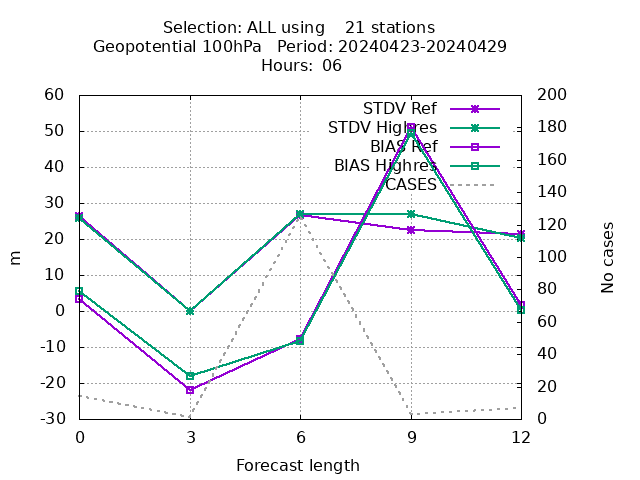 Selection: ALL using    21 stations
Geopotential 100hPa   Period: 20240423-20240429
Hours: 06
60
50
40
30
20
10
0
-10
-20
-30
m
STDV Ref
STDV Highres
BIAS Ref
BIAS Highres
CASES
200
180
160
140
120
100
80
60
40
20
0
No cases
0 3 6 9 12
Forecast length